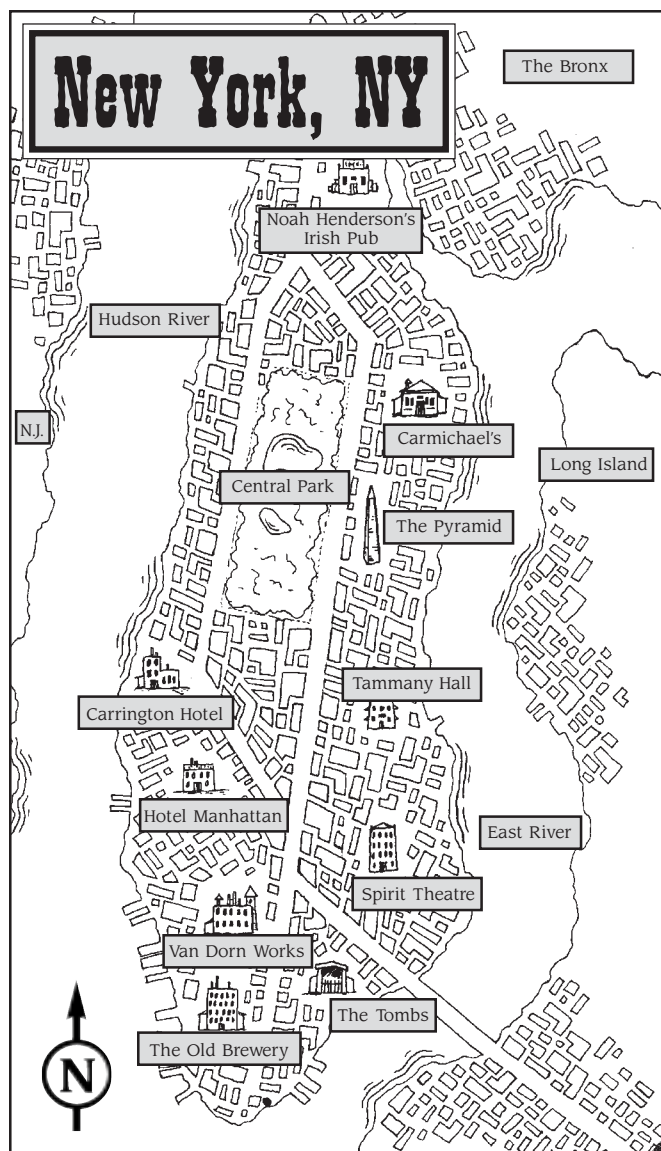 New York, NY
The Bronx
Noah Henderson's
Irish Pub
Hudson River
N.J.
Carmichael's
Long Island
Central Park
The Pyramid
Tammany Hall
Carrington Hotel
Hotel Manhattan
East River
Spirit Theatre
Van Dorn Works
The Tombs
The Old Brewery
N